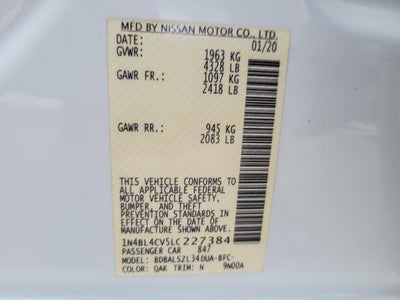 MFD BY NISSAN MOTOR CO., LTD.
DATE: 01/20
GVWR: 1963 KG
4328 LB
GAWR FR.: 1097 KG
2418 LB
GAWR RR.: 945 KG
2083 LB
THIS VEHICLE CONFORMS
TO ALL APPLICABLE FEDERAL
MOTOR VEHICLE SAFETY,
BUMPER, AND THEFT
PREVENTION STANDARDS
IN EFFECT ON THE DATE OF
MANUFACTURE SHOWN ABOVE.
1N4BL4CV5LC227384
PASSENGER CAR 847
MODEL: BDBALSZL34DUA-BFC-
COLOR: QAK TRIM: N 9N00A